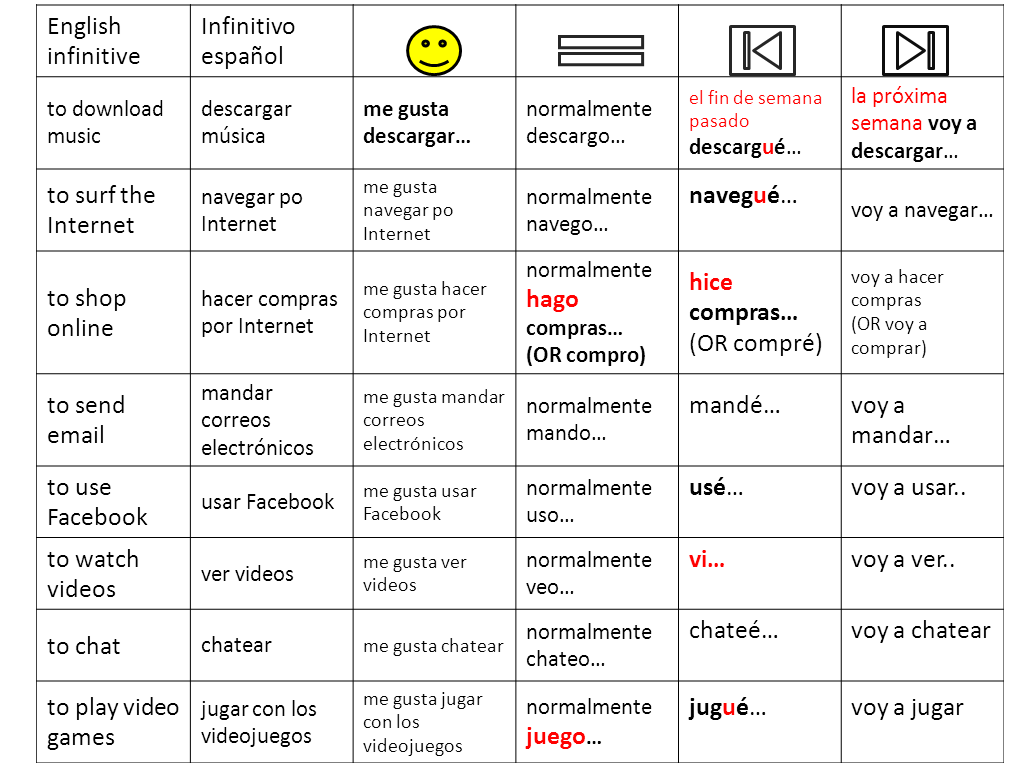 English
infinitive
Infinitivo
español
to download
music
descargar
música
me gusta
descargar...
normalmente
descargo...
el fin de semana
pasado
descargué...
la próxima
semana voy a
descargar...
to surf the
Internet
navegar po
Internet
me gusta
navegar po
Internet
normalmente
navego...
navegué...
voy a navegar...
to shop
online
hacer compras
por Internet
me gusta hacer
compras por
Internet
normalmente
hago
compras...
(OR compro)
hice
compras...
(OR compré)
voy a hacer
compras
(OR voy a
comprar)
to send
email
mandar
correos
electrónicos
me gusta mandar
correos
electrónicos
normalmente
mando...
mandé...
voy a
mandar...
to use
Facebook
usar Facebook
me gusta usar
Facebook
normalmente
uso...
usé...
voy a usar..
to watch
videos
ver videos
me gusta ver
videos
normalmente
veo...
vi...
voy a ver..
to chat
chatear
me gusta chatear
normalmente
chateo...
chateé...
voy a chatear
to play video
games
jugar con los
videojuegos
me gusta jugar
con los
videojuegos
normalmente
juego...
jugué...
voy a jugar